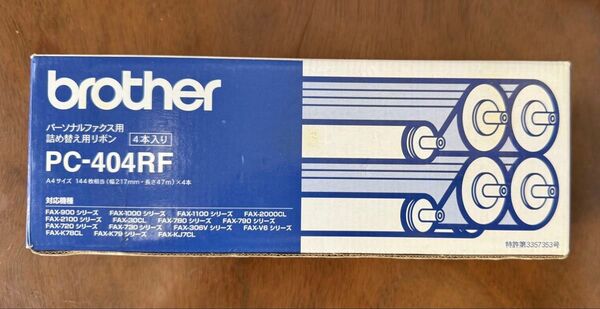 brother
パーソナルファクス用
詰め替え用リボン 4本入り
PC-404RF
A4サイズ 144枚相当(幅217mm・長さ47m)×4本
対応機種
FAX-900 シリーズ FAX-1000 シリーズ FAX-1100 シリーズ FAX-2000CL
FAX-2100 シリーズ FAX-30CL FAX-780 シリーズ FAX-790 シリーズ
FAX-720 シリーズ FAX-730 シリーズ FAX-306V シリーズ FAX-V6 シリーズ
FAX-K78CL FAX-K79 シリーズ FAX-KJ7CL
特許第3357353号